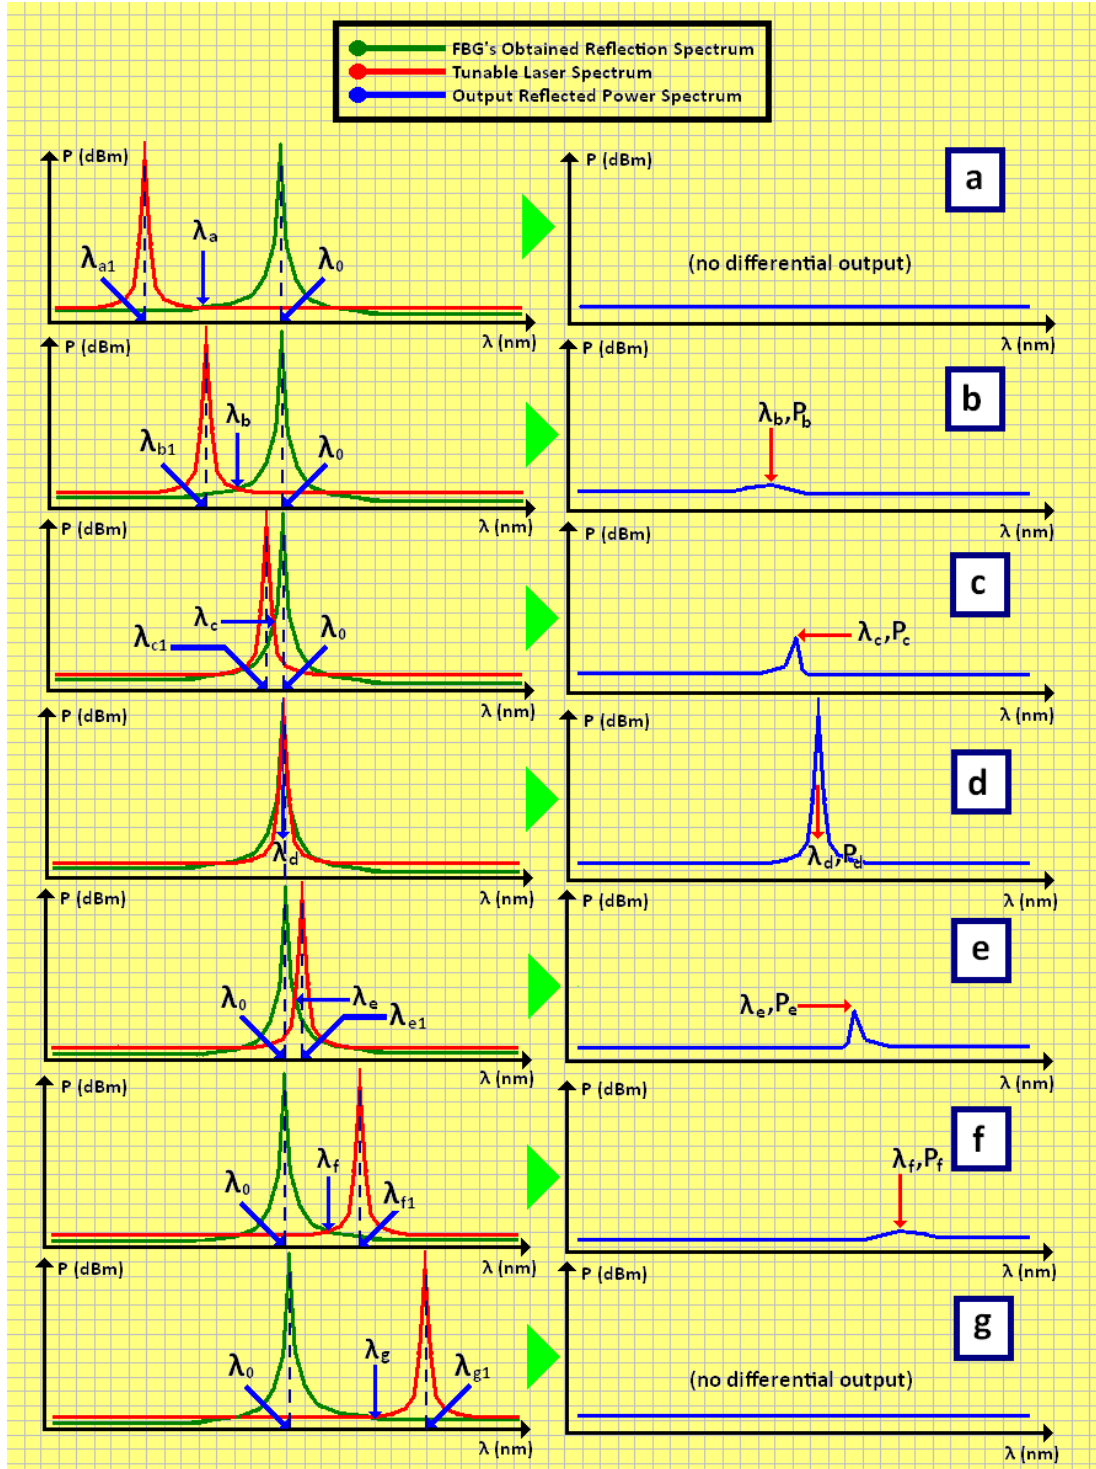 FBG's Obtained Reflection Spectrum
Tunable Laser Spectrum
Output Reflected Power Spectrum
P (dBm)
λa1
λa
λ0
λ (nm)
P (dBm)
a
(no differential output)
λ (nm)
P (dBm)
λb1
λb
λ0
λ (nm)
P (dBm)
b
λb,Pb
λ (nm)
P (dBm)
λc
λc1
λ0
λ (nm)
P (dBm)
c
λc,Pc
λ (nm)
P (dBm)
λd
λ (nm)
P (dBm)
d
λd,Pd
λ (nm)
P (dBm)
λ0
λe
λe1
λ (nm)
P (dBm)
e
λe,Pe
λ (nm)
P (dBm)
λ0
λf
λf1
λ (nm)
P (dBm)
f
λf,Pf
λ (nm)
P (dBm)
λ0
λg
λg1
λ (nm)
P (dBm)
g
(no differential output)
λ (nm)